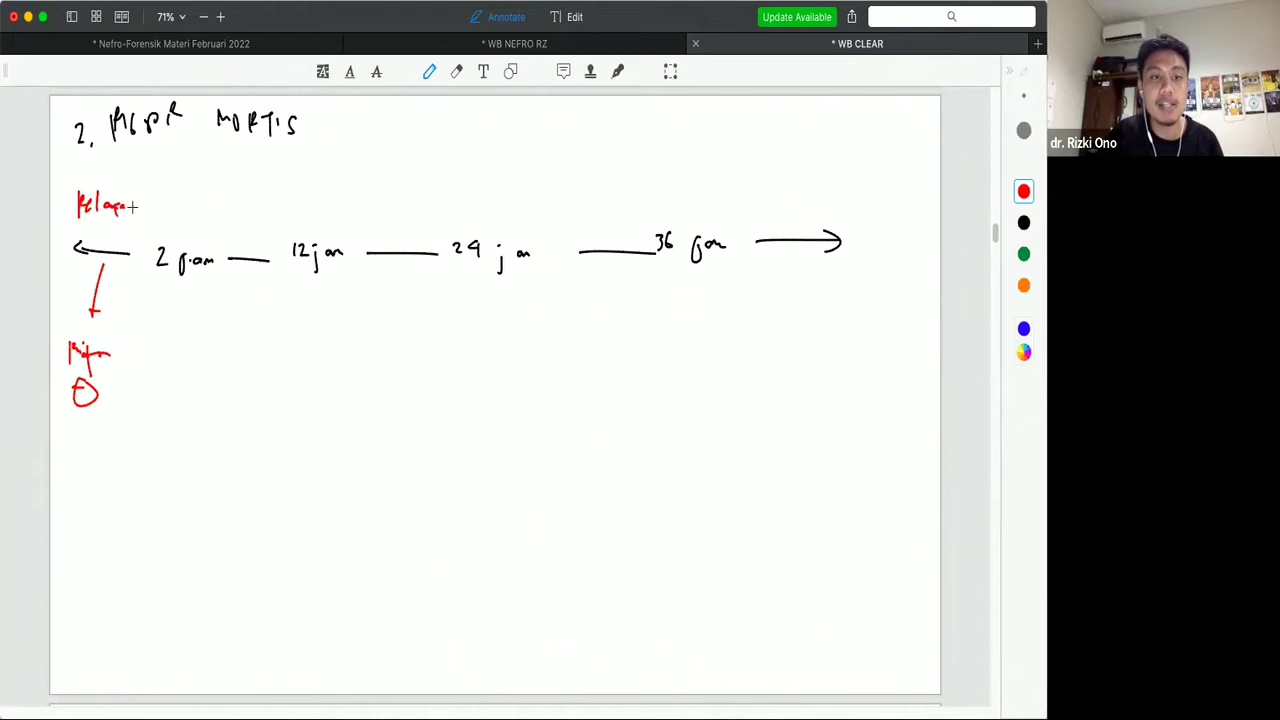 71%
Annotate
Edit
Update Available
* Nefro-Forensik Materi Februari 2022
* WB NEFRO RZ
* WB CLEAR
dr. Rizki Ono
2. RIGOR MORTIS
2 jam
12 jam
24 jam
36 jam